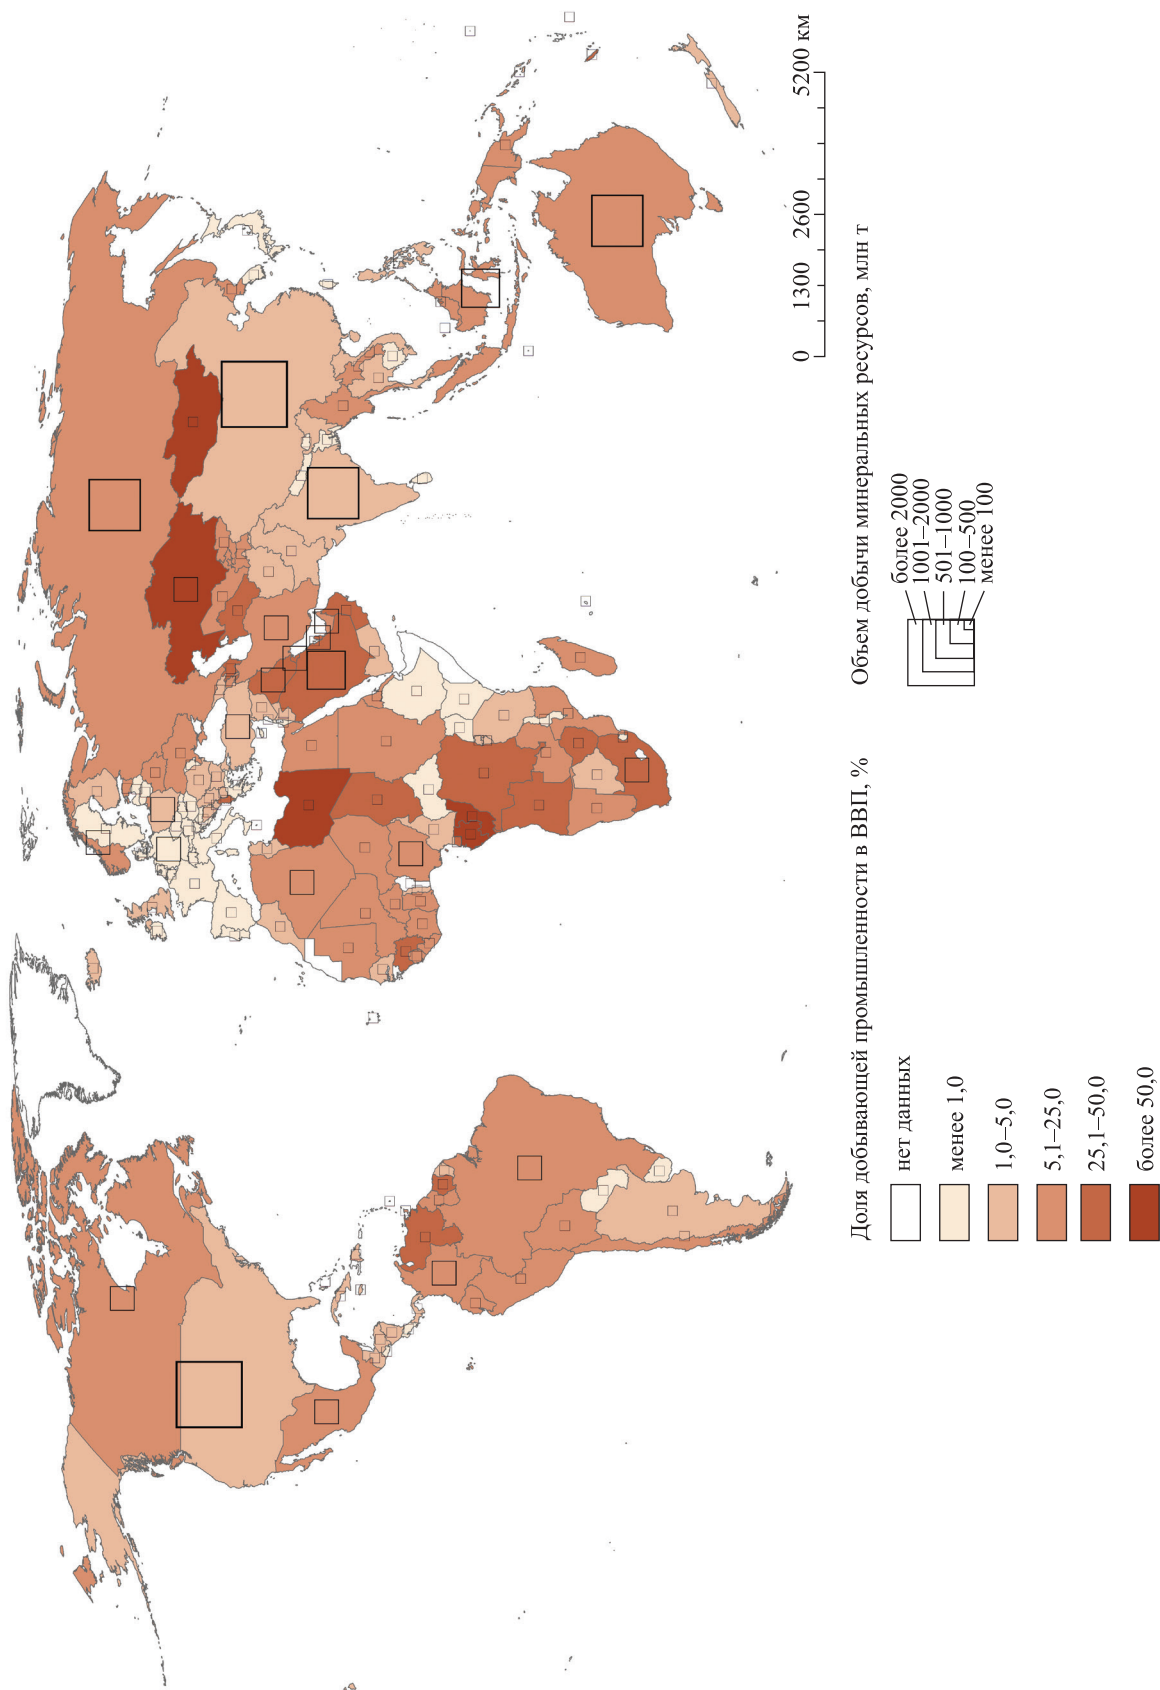 0 1300 2600 5200 км
Доля добывающей промышленности в ВВП, %
нет данных
менее 1,0
1,0–5,0
5,1–25,0
25,1–50,0
более 50,0
Объем добычи минеральных ресурсов, млн т
более 2000
1001–2000
501–1000
100–500
менее 100